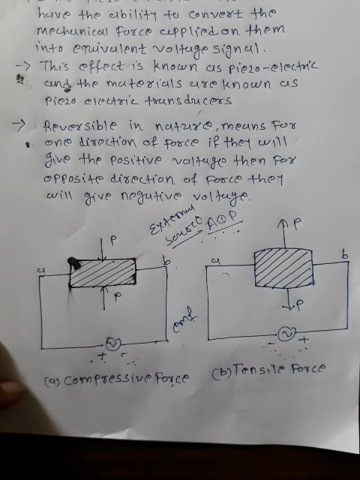 have the ability to convert the
mechanical force applied on them
into equivalent voltage signal.
-> This effect is known as piezo-electric
and the materials are known as
piezo electric transducers
-> Reversible in nature, means for
one direction of force if they will
give the positive voltage then for
opposite direction of force they
will give negative voltage.
External
source
P
P
a
b
a
b
P
P
emf
+ -
- +
(a) compressive Force
(b) Tensile Force